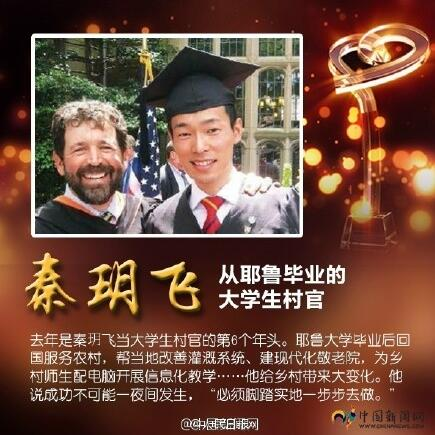 秦玥飞
从耶鲁毕业的
大学生村官
去年是秦玥飞当大学生村官的第6个年头。耶鲁大学毕业后回
国服务农村，帮当地改善灌溉系统、建现代化敬老院，为乡
村师生配电脑开展信息化教学……他给乡村带来大变化。他
说成功不可能一夜间发生，“必须脚踏实地一步步去做。”
中国新闻网
WWW.CHINANEWS.COM